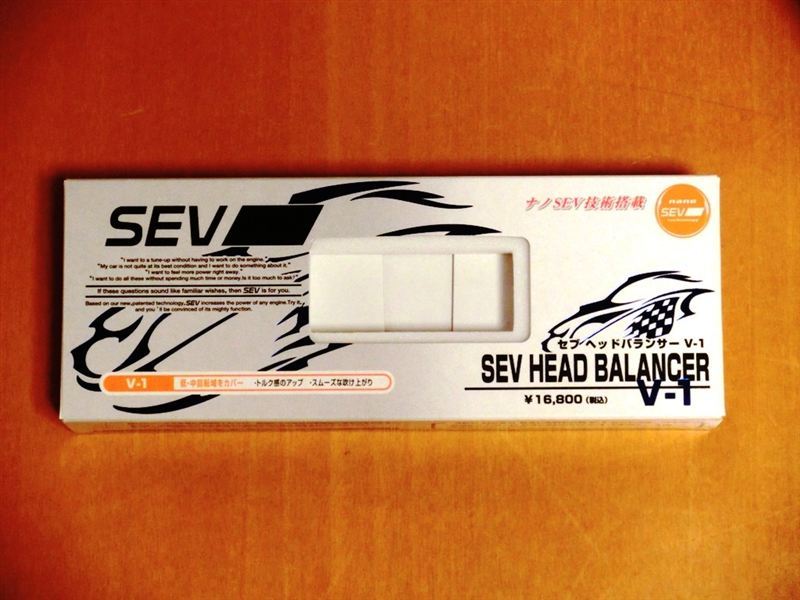 SEV
"I want to a tune-up without having to work on the engine."
"My car is not quite at its best condition and I want to do something about it."
"I want to feel more power right away."
"I want to do all these without spending much time or money.Is it too much to ask?"
If these questions sound like familiar wishes, then SEV is for you.
Based on our new,patented technology,SEV increases the power of any engine.Try it,
and you'll be convinced of its mighty function.
V-1 低・中回転域をカバー ・トルク感のアップ ・スムーズな吹け上がり
ナノSEV技術搭載
nano
SEV
セブ ヘッドバランサー V-1
SEV HEAD BALANCER
V-1
¥16,800(税込)